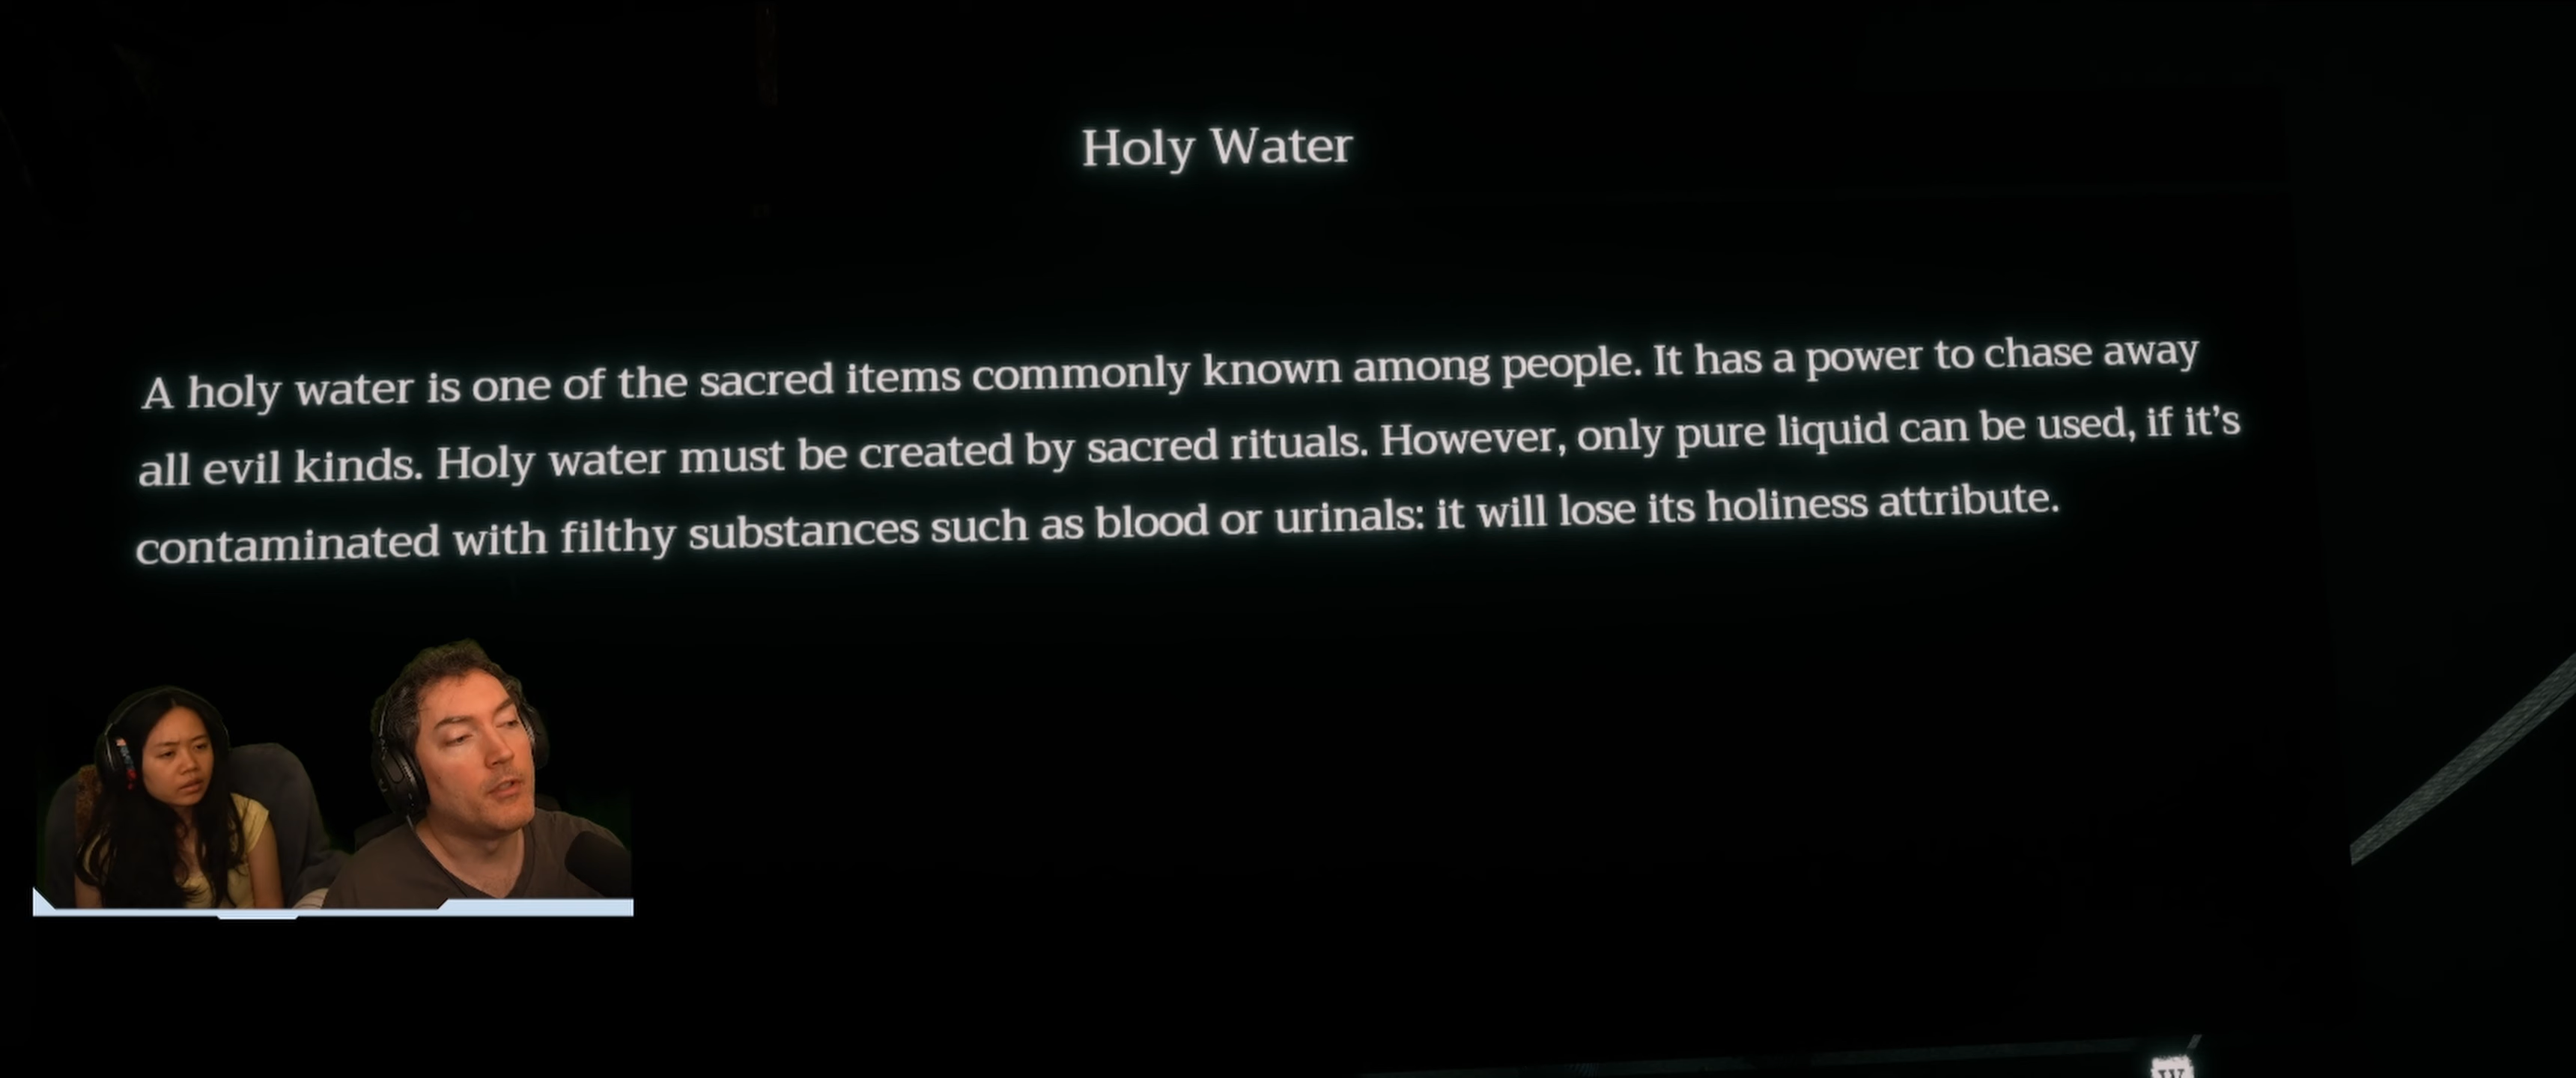 Holy Water
A holy water is one of the sacred items commonly known among people. It has a power to chase away
all evil kinds. Holy water must be created by sacred rituals. However, only pure liquid can be used, if it's
contaminated with filthy substances such as blood or urinals: it will lose its holiness attribute.
W